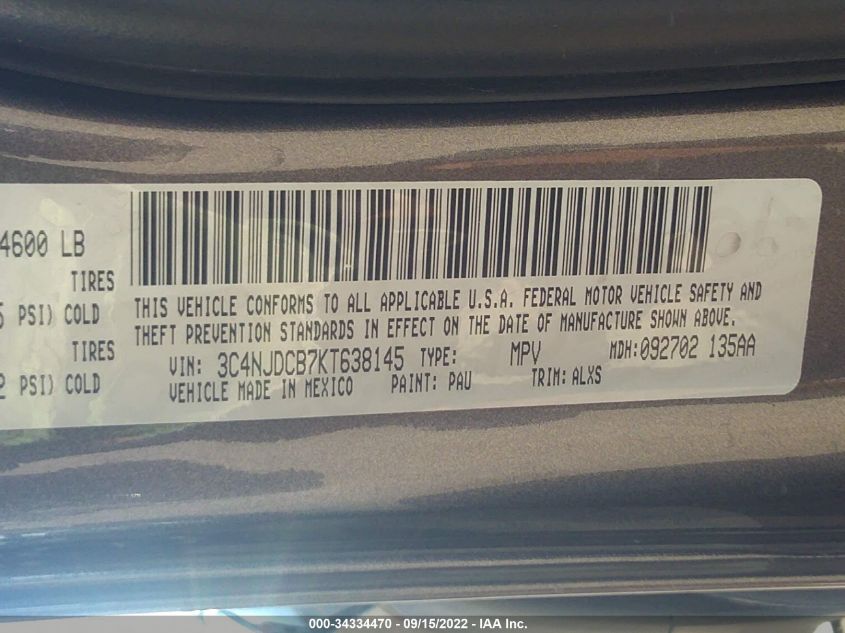 4600 LB
TIRES
PSI) COLD
TIRES
PSI) COLD
THIS VEHICLE CONFORMS TO ALL APPLICABLE U.S.A. FEDERAL MOTOR VEHICLE SAFETY AND
THEFT PREVENTION STANDARDS IN EFFECT ON THE DATE OF MANUFACTURE SHOWN ABOVE.
VIN: 3C4NJDCB7KT638145 TYPE: MPV MDH:092702 135AA
VEHICLE MADE IN MEXICO PAINT: PAU TRIM: ALXS
000-34334470 - 09/15/2022 - IAA Inc.